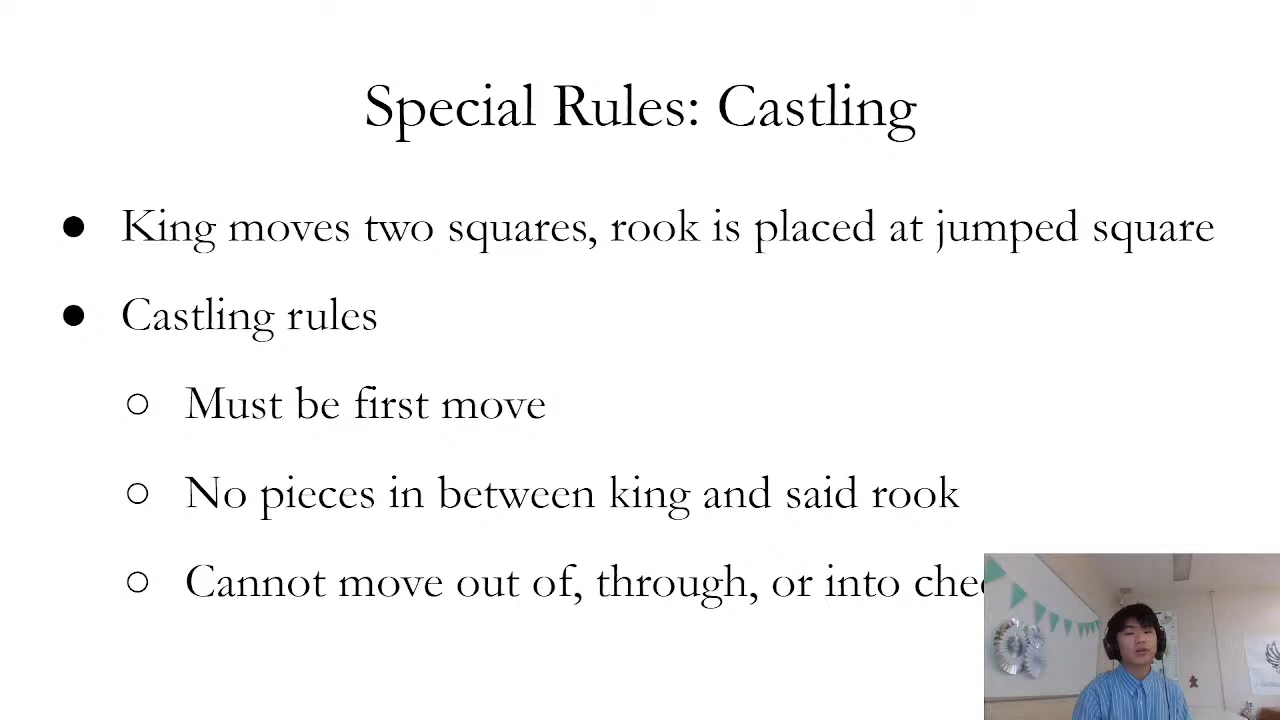 Special Rules: Castling
● King moves two squares, rook is placed at jumped square
● Castling rules
○ Must be first move
○ No pieces in between king and said rook
○ Cannot move out of, through, or into